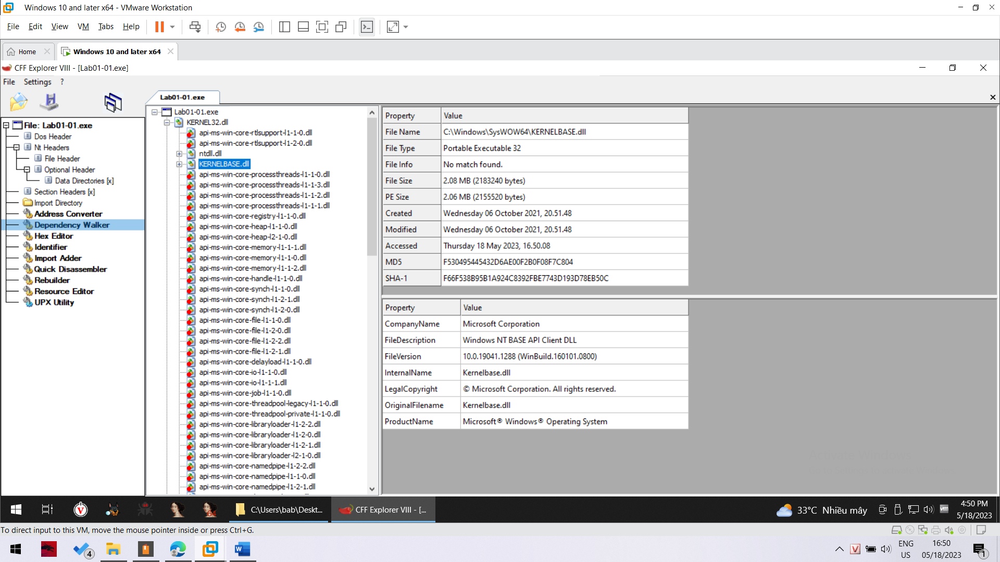 Windows 10 and later x64 - VMware Workstation
File Edit View VM Tabs Help
Home
Windows 10 and later x64
CFF Explorer VIII - [Lab01-01.exe]
File Settings ?
Lab01-01.exe
File: Lab01-01.exe
Dos Header
Nt Headers
File Header
Optional Header
Data Directories [x]
Section Headers [x]
Import Directory
Address Converter
Dependency Walker
Hex Editor
Identifier
Import Adder
Quick Disassembler
Rebuilder
Resource Editor
UPX Utility
Lab01-01.exe
KERNEL32.dll
api-ms-win-core-rtlsupport-l1-1-0.dll
api-ms-win-core-rtlsupport-l1-2-0.dll
ntdll.dll
KERNELBASE.dll
api-ms-win-core-processthreads-l1-1-0.dll
api-ms-win-core-processthreads-l1-1-3.dll
api-ms-win-core-processthreads-l1-1-2.dll
api-ms-win-core-processthreads-l1-1-1.dll
api-ms-win-core-registry-l1-1-0.dll
api-ms-win-core-heap-l1-1-0.dll
api-ms-win-core-heap-l2-1-0.dll
api-ms-win-core-memory-l1-1-1.dll
api-ms-win-core-memory-l1-1-0.dll
api-ms-win-core-memory-l1-1-2.dll
api-ms-win-core-handle-l1-1-0.dll
api-ms-win-core-synch-l1-1-0.dll
api-ms-win-core-synch-l1-2-1.dll
api-ms-win-core-synch-l1-2-0.dll
api-ms-win-core-file-l1-1-0.dll
api-ms-win-core-file-l1-2-0.dll
api-ms-win-core-file-l1-2-2.dll
api-ms-win-core-file-l1-2-1.dll
api-ms-win-core-delayload-l1-1-0.dll
api-ms-win-core-io-l1-1-0.dll
api-ms-win-core-io-l1-1-1.dll
api-ms-win-core-job-l1-1-0.dll
api-ms-win-core-threadpool-legacy-l1-1-0.dll
api-ms-win-core-threadpool-private-l1-1-0.dll
api-ms-win-core-libraryloader-l1-2-2.dll
api-ms-win-core-libraryloader-l1-2-0.dll
api-ms-win-core-libraryloader-l1-2-1.dll
api-ms-win-core-libraryloader-l2-1-0.dll
api-ms-win-core-namedpipe-l1-2-2.dll
api-ms-win-core-namedpipe-l1-1-0.dll
api-ms-win-core-namedpipe-l1-2-1.dll
Property Value
File Name C:\Windows\SysWOW64\KERNELBASE.dll
File Type Portable Executable 32
File Info No match found.
File Size 2.08 MB (2183240 bytes)
PE Size 2.06 MB (2155520 bytes)
Created Wednesday 06 October 2021, 20.51.48
Modified Wednesday 06 October 2021, 20.51.48
Accessed Thursday 18 May 2023, 16.50.08
MD5 F530495445432D6AE00F2B0F08F7C804
SHA-1 F66F538B95B1A924C8392FBE7743D193D78EB50C
Property Value
CompanyName Microsoft Corporation
FileDescription Windows NT BASE API Client DLL
FileVersion 10.0.19041.1288 (WinBuild.160101.0800)
InternalName Kernelbase.dll
LegalCopyright © Microsoft Corporation. All rights reserved.
OriginalFilename Kernelbase.dll
ProductName Microsoft® Windows® Operating System
64
C:\Users\bab\Deskt...
CFF Explorer VIII - [...
33°C Nhiều mây
vm
4:50 PM
5/18/2023
To direct input to this VM, move the mouse pointer inside or press Ctrl+G.
4
ENG
US
16:50
05/18/2023
1